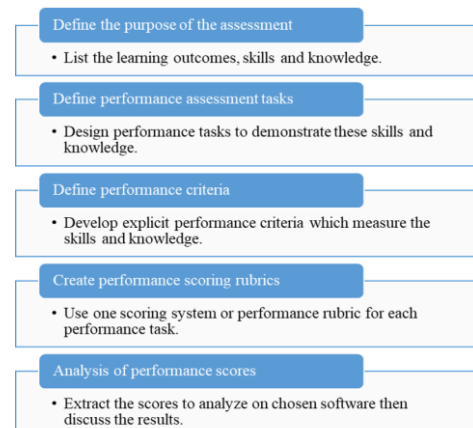 Define the purpose of the assessment
• List the learning outcomes, skills and knowledge.
Define performance assessment tasks
• Design performance tasks to demonstrate these skills and
knowledge.
Define performance criteria
• Develop explicit performance criteria which measure the
skills and knowledge.
Create performance scoring rubrics
• Use one scoring system or performance rubric for each
performance task.
Analysis of performance scores
• Extract the scores to analyze on chosen software then
discuss the results.